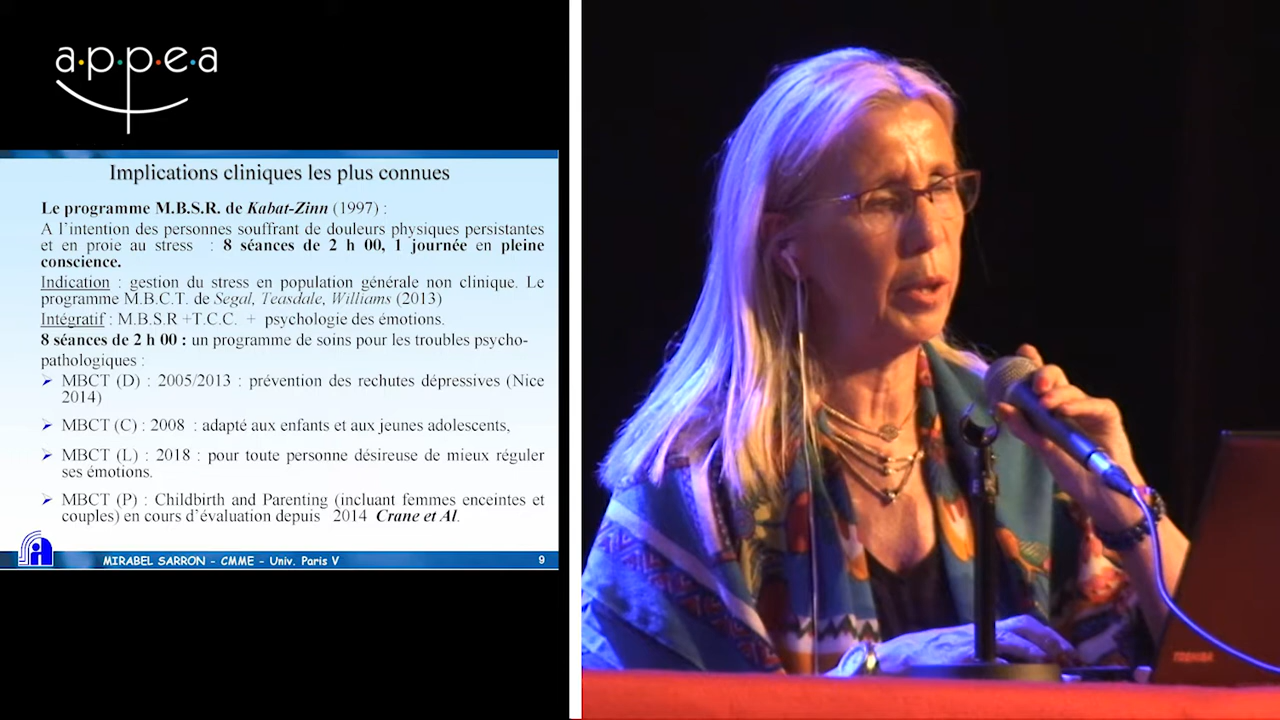 a·p·p·e·a
Implications cliniques les plus connues
Le programme M.B.S.R. de Kabat-Zinn (1997) :
A l’intention des personnes souffrant de douleurs physiques persistantes
et en proie au stress : 8 séances de 2 h 00, 1 journée en pleine
conscience.
Indication : gestion du stress en population générale non clinique. Le
programme M.B.C.T. de Segal, Teasdale, Williams (2013)
Intégratif : M.B.S.R +T.C.C. + psychologie des émotions.
8 séances de 2 h 00 : un programme de soins pour les troubles psycho-
pathologiques :
➢ MBCT (D) : 2005/2013 : prévention des rechutes dépressives (Nice
2014)
➢ MBCT (C) : 2008 : adapté aux enfants et aux jeunes adolescents,
➢ MBCT (L) : 2018 : pour toute personne désireuse de mieux réguler
ses émotions.
➢ MBCT (P) : Childbirth and Parenting (incluant femmes enceintes et
couples) en cours d’évaluation depuis 2014 Crane et Al.
MIRABEL SARRON - CMME - Univ. Paris V 9
TOSHIBA